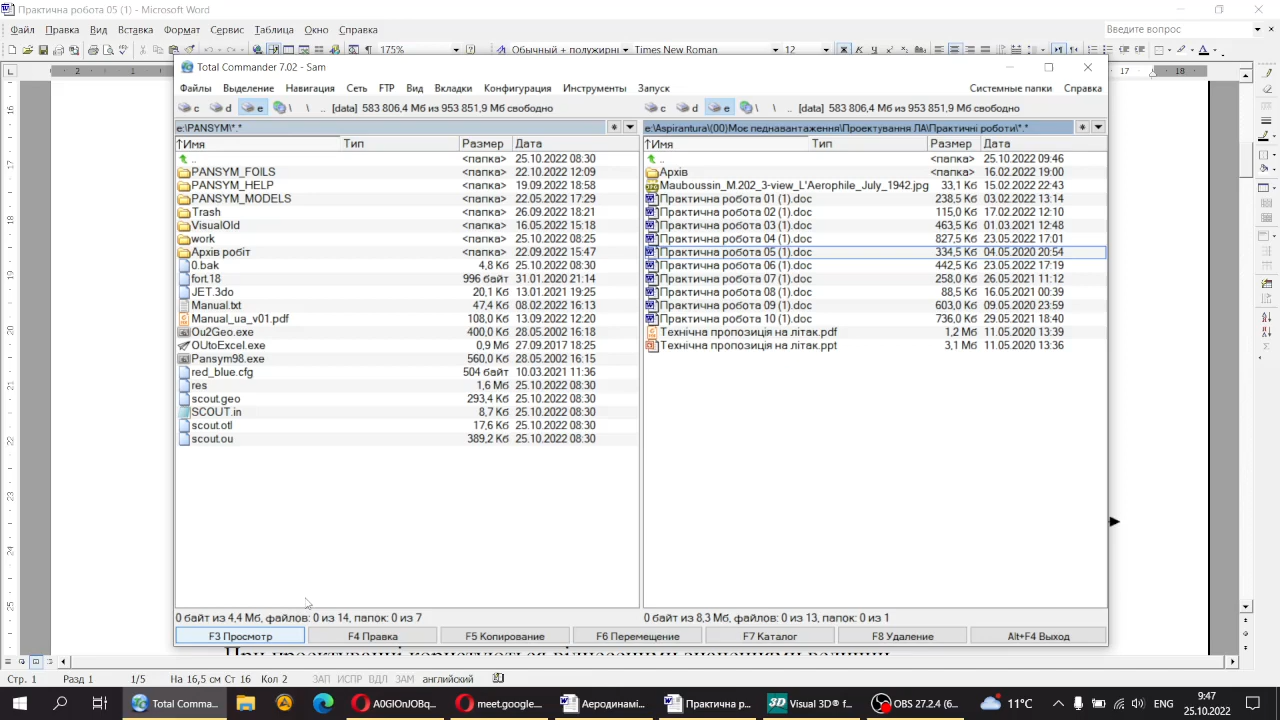 Практична робота 05 (1) - Microsoft Word
Файл Правка Вид Вставка Формат Сервис Таблица Окно Справка
Введите вопрос
175%
Обычный + полужирн
Times New Roman
12
Total Commander 7.02 - Sam
Файлы Выделение Навигация Сеть FTP Вид Вкладки Конфигурация Инструменты Запуск
Системные папки Справка
c d e \ .. [data] 583 806,4 Мб из 953 851,9 Мб свободно
c d e \ \ .. [data] 583 806,4 Мб из 953 851,9 Мб свободно
e:\PANSYM\*.*
e:\Aspirantura\(00)Моє педнавантаження\Проектування ЛА\Практичні роботи\*.*
↑Имя Тип Размер Дата
.. <папка> 25.10.2022 08:30
PANSYM_FOILS <папка> 22.10.2022 12:09
PANSYM_HELP <папка> 19.09.2022 18:58
PANSYM_MODELS <папка> 22.05.2022 17:29
Trash <папка> 26.09.2022 18:21
VisualOld <папка> 16.05.2022 15:18
work <папка> 25.10.2022 08:25
Архів робіт <папка> 22.09.2022 15:47
0.bak 4,8 Кб 25.10.2022 08:30
fort.18 996 байт 31.01.2020 21:14
JET.3do 20,1 Кб 13.01.2021 19:25
Manual.txt 47,4 Кб 08.02.2022 16:13
Manual_ua_v01.pdf 108,0 Кб 13.09.2022 12:20
Ou2Geo.exe 400,0 Кб 28.05.2002 16:18
OUtoExcel.exe 0,9 Мб 27.09.2017 18:25
Pansym98.exe 560,0 Кб 28.05.2002 16:15
red_blue.cfg 504 байт 10.03.2021 11:36
res 1,6 Мб 25.10.2022 08:30
scout.geo 293,4 Кб 25.10.2022 08:30
SCOUT.in 8,7 Кб 25.10.2022 08:30
scout.otl 17,6 Кб 25.10.2022 08:30
scout.ou 389,2 Кб 25.10.2022 08:30
↑Имя Тип Размер Дата
.. <папка> 25.10.2022 09:46
Архів <папка> 16.02.2022 19:00
Mauboussin_M.202_3-view_L'Aerophile_July_1942.jpg 33,1 Кб 15.02.2022 22:43
Практична робота 01 (1).doc 238,5 Кб 03.02.2022 13:14
Практична робота 02 (1).doc 115,0 Кб 17.02.2022 12:10
Практична робота 03 (1).doc 463,5 Кб 01.03.2021 12:48
Практична робота 04 (1).doc 827,5 Кб 23.05.2022 17:01
Практична робота 05 (1).doc 334,5 Кб 04.05.2020 20:54
Практична робота 06 (1).doc 442,5 Кб 23.05.2022 17:19
Практична робота 07 (1).doc 258,0 Кб 26.05.2021 11:12
Практична робота 08 (1).doc 88,5 Кб 16.05.2021 00:39
Практична робота 09 (1).doc 603,0 Кб 09.05.2020 23:59
Практична робота 10 (1).doc 736,0 Кб 29.05.2021 18:40
Технічна пропозиція на літак.pdf 1,2 Мб 11.05.2020 13:39
Технічна пропозиція на літак.ppt 3,1 Мб 11.05.2020 13:36
0 байт из 4,4 Мб, файлов: 0 из 14, папок: 0 из 7
0 байт из 8,3 Мб, файлов: 0 из 13, папок: 0 из 1
F3 Просмотр F4 Правка F5 Копирование F6 Перемещение F7 Каталог F8 Удаление Alt+F4 Выход
При проектуванні користуються відносними значеннями величин
Стр. 1 Разд 1 1/5 На 16,5 см Ст 16 Кол 2 ЗАП ИСПР ВДЛ ЗАМ английский
Total Comma... A0GlOnJOBq... meet.google.... Аеродинам... Практична р... Visual 3D® f... OBS 27.2.4 (6... 11°C ENG
9:47
25.10.2022